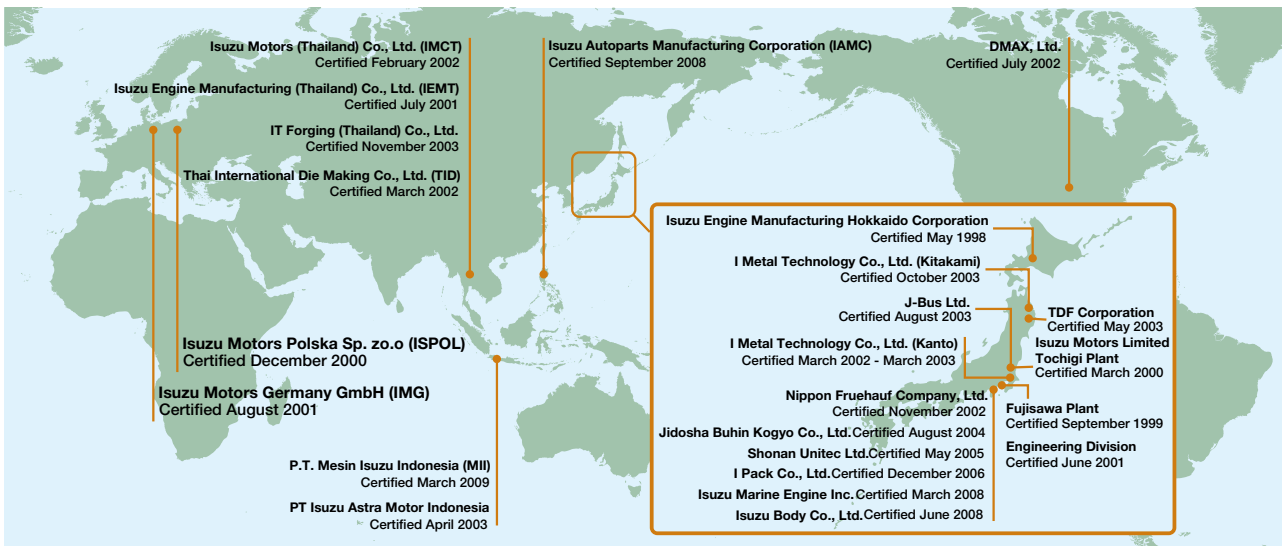 Isuzu Motors (Thailand) Co., Ltd. (IMCT)
Certified February 2002
Isuzu Engine Manufacturing (Thailand) Co., Ltd. (IEMT)
Certified July 2001
IT Forging (Thailand) Co., Ltd.
Certified November 2003
Thai International Die Making Co., Ltd. (TID)
Certified March 2002
Isuzu Autoparts Manufacturing Corporation (IAMC)
Certified September 2008
DMAX, Ltd.
Certified July 2002
Isuzu Motors Polska Sp. zo.o (ISPOL)
Certified December 2000
Isuzu Motors Germany GmbH (IMG)
Certified August 2001
P.T. Mesin Isuzu Indonesia (MII)
Certified March 2009
PT Isuzu Astra Motor Indonesia
Certified April 2003
Isuzu Engine Manufacturing Hokkaido Corporation
Certified May 1998
I Metal Technology Co., Ltd. (Kitakami)
Certified October 2003
J-Bus Ltd.
Certified August 2003
I Metal Technology Co., Ltd. (Kanto)
Certified March 2002 - March 2003
Nippon Fruehauf Company, Ltd.
Certified November 2002
Jidosha Buhin Kogyo Co., Ltd.Certified August 2004
Shonan Unitec Ltd.Certified May 2005
I Pack Co., Ltd.Certified December 2006
Isuzu Marine Engine Inc. Certified March 2008
Isuzu Body Co., Ltd.Certified June 2008
TDF Corporation
Certified May 2003
Isuzu Motors Limited
Tochigi Plant
Certified March 2000
Fujisawa Plant
Certified September 1999
Engineering Division
Certified June 2001